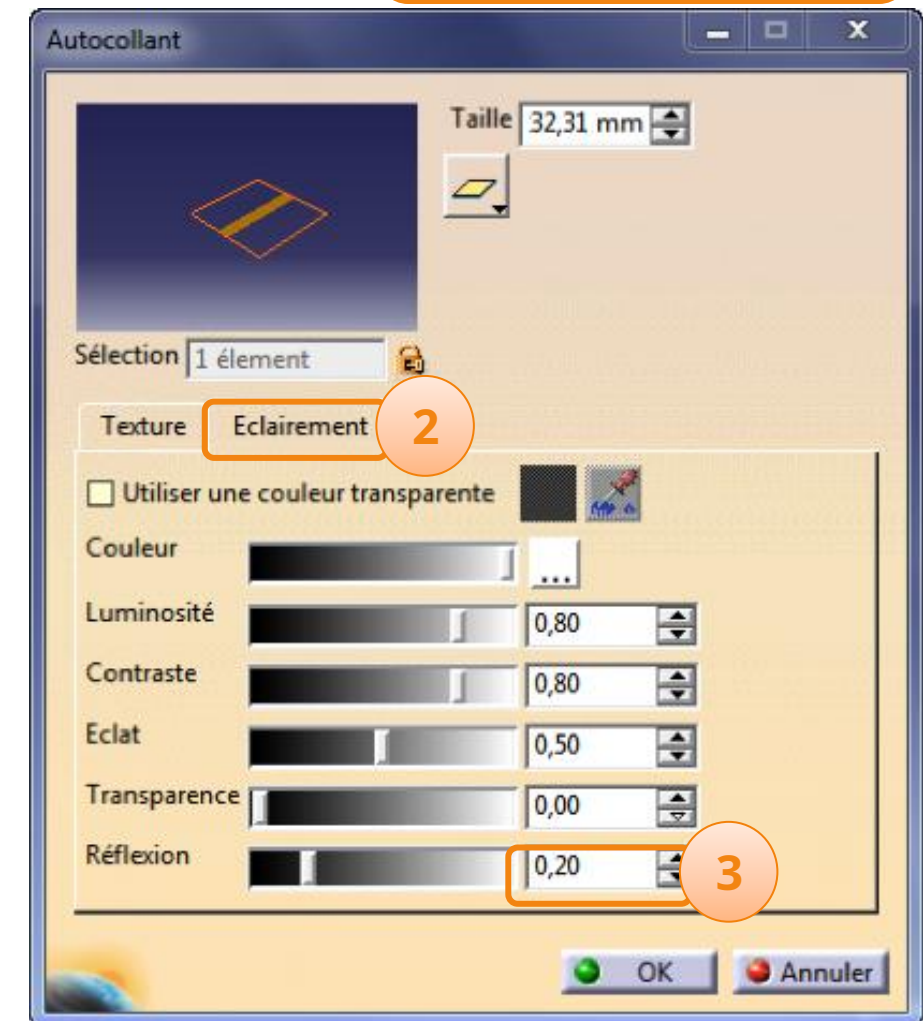 Autocollant
Taille 32,31 mm
Sélection 1 élement
Texture Eclairement 2
Utiliser une couleur transparente
Couleur ...
Luminosité 0,80
Contraste 0,80
Eclat 0,50
Transparence 0,00
Réflexion 0,20 3
OK Annuler